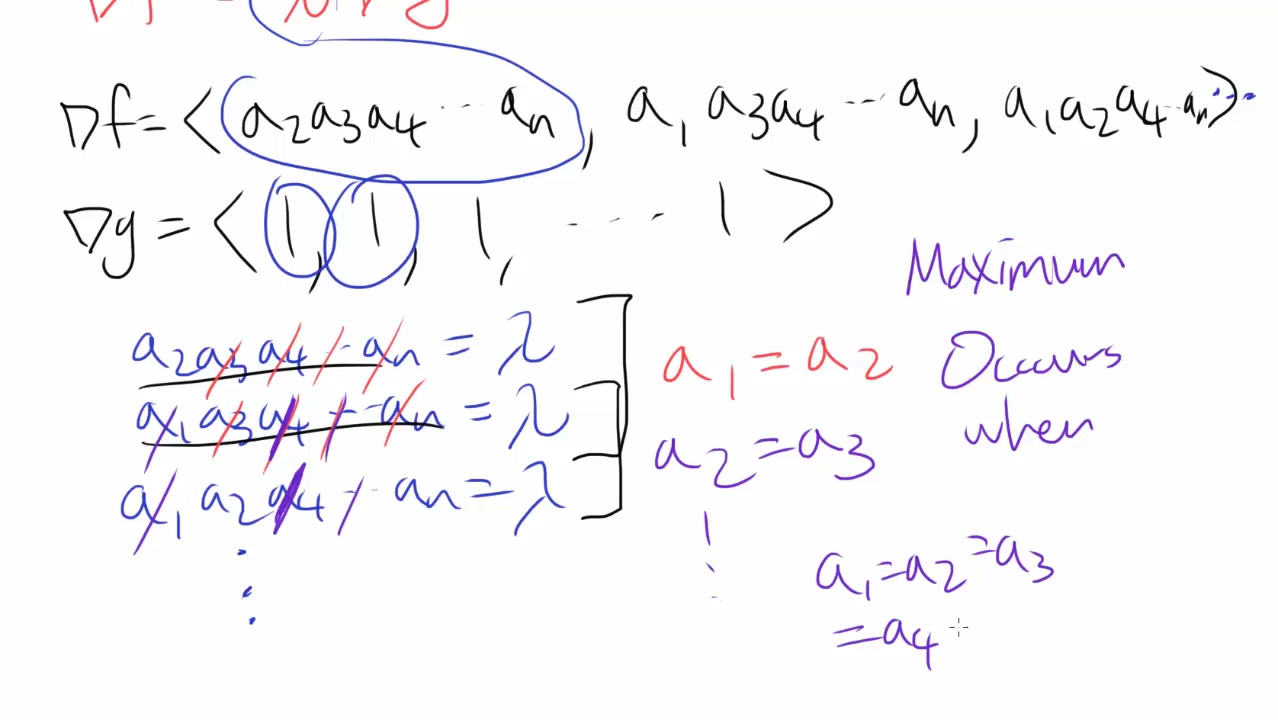 ∇f = λ∇g
∇f = < a₂a₃a₄ ⋯ aₙ, a₁a₃a₄ ⋯ aₙ, a₁a₂a₄ ⋯ aₙ ⋯ >
∇g = < 1, 1, 1, ⋯ 1 >
Maximum
a₂a₃a₄ ⋯ aₙ = λ
a₁ = a₂
Occurs
a₁a₃a₄ ⋯ aₙ = λ
a₂ = a₃
when
a₁a₂a₄ ⋯ aₙ = λ
⋮
⋮
a₁ = a₂ = a₃
= a₄